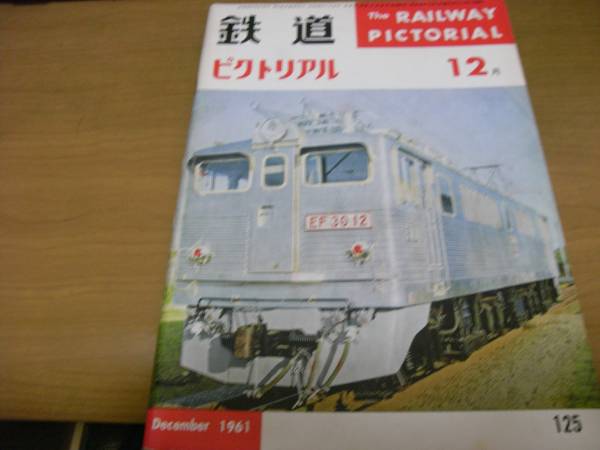 鉄道
The RAILWAY
PICTORIAL
ピクトリアル
12月
EF 30 12
December 1961
125